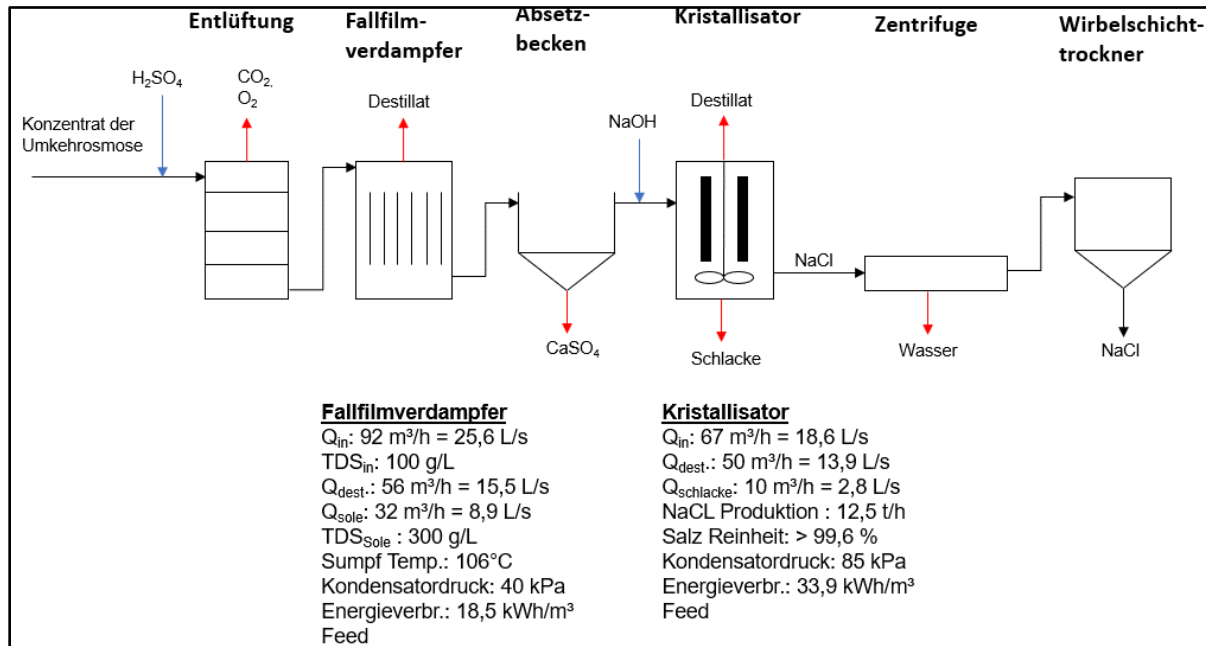 Entlüftung
Fallfilm-
verdampfer
Absetz-
becken
Kristallisator
Zentrifuge
Wirbelschicht-
trockner
H₂SO₄
CO₂,
O₂
Destillat
NaOH
Destillat
Konzentrat der
Umkehrosmose
NaCl
CaSO₄
Schlacke
Wasser
NaCl
Fallfilmverdampfer
Qin: 92 m³/h = 25,6 L/s
TDSin: 100 g/L
Qdest.: 56 m³/h = 15,5 L/s
Qsole: 32 m³/h = 8,9 L/s
TDSSole : 300 g/L
Sumpf Temp.: 106°C
Kondensatordruck: 40 kPa
Energieverbr.: 18,5 kWh/m³
Feed
Kristallisator
Qin: 67 m³/h = 18,6 L/s
Qdest.: 50 m³/h = 13,9 L/s
Qschlacke: 10 m³/h = 2,8 L/s
NaCL Produktion : 12,5 t/h
Salz Reinheit: > 99,6 %
Kondensatordruck: 85 kPa
Energieverbr.: 33,9 kWh/m³
Feed